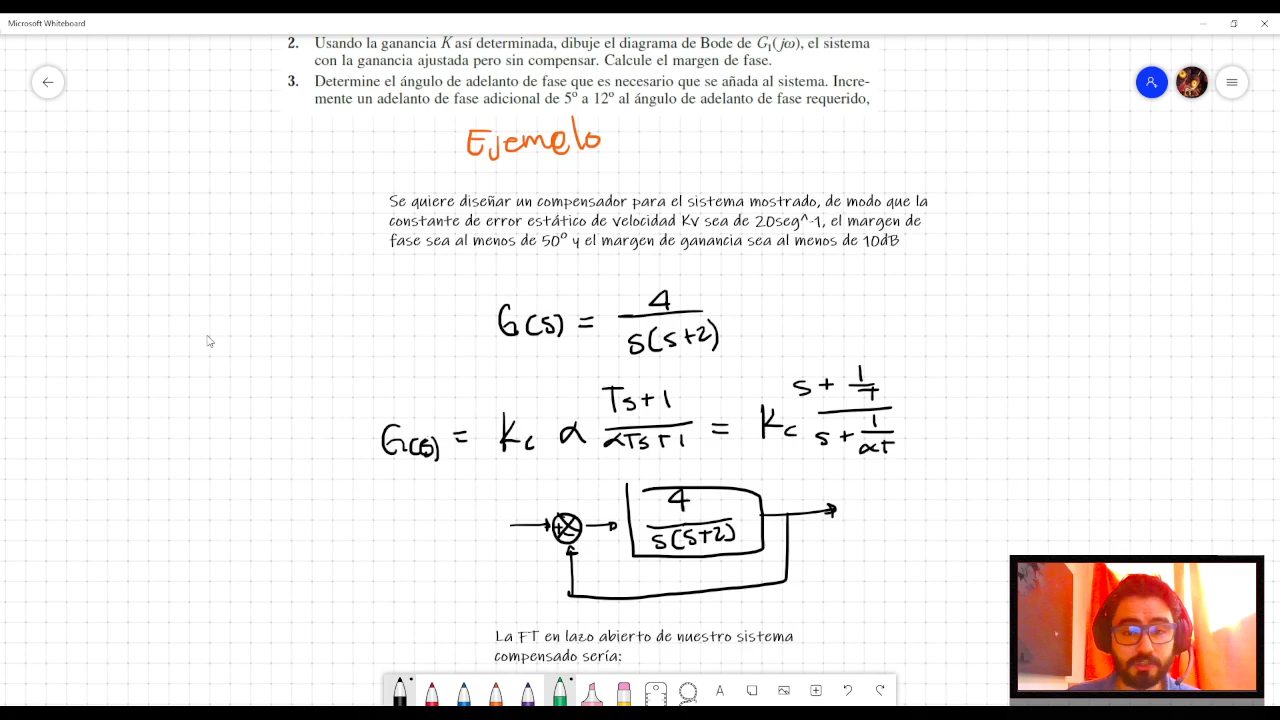 Microsoft Whiteboard
2. Usando la ganancia K así determinada, dibuje el diagrama de Bode de G₁(jω), el sistema
con la ganancia ajustada pero sin compensar. Calcule el margen de fase.
3. Determine el ángulo de adelanto de fase que es necesario que se añada al sistema. Incre-
mente un adelanto de fase adicional de 5º a 12º al ángulo de adelanto de fase requerido,
Ejemplo
Se quiere diseñar un compensador para el sistema mostrado, de modo que la
constante de error estático de velocidad Kv sea de 20seg^-1, el margen de
fase sea al menos de 50º y el margen de ganancia sea al menos de 10dB
G(s) = 4 / s(s+2)
G(s) = Kc α (Ts+1)/(αTs+1) = Kc (s + 1/T)/(s + 1/αT)
+ -
4 / s(s+2)
La FT en lazo abierto de nuestro sistema
compensado sería:
A